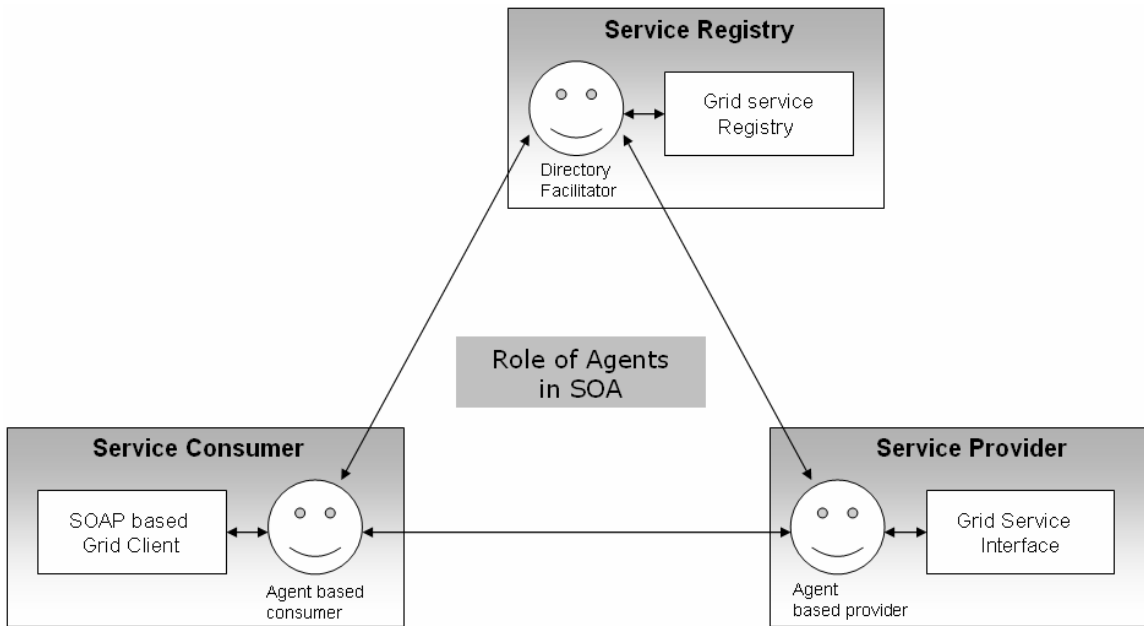 Service Registry
Grid service
Registry
Directory
Facilitator
Role of Agents
in SOA
Service Consumer
SOAP based
Grid Client
Agent based
consumer
Service Provider
Agent
based provider
Grid Service
Interface